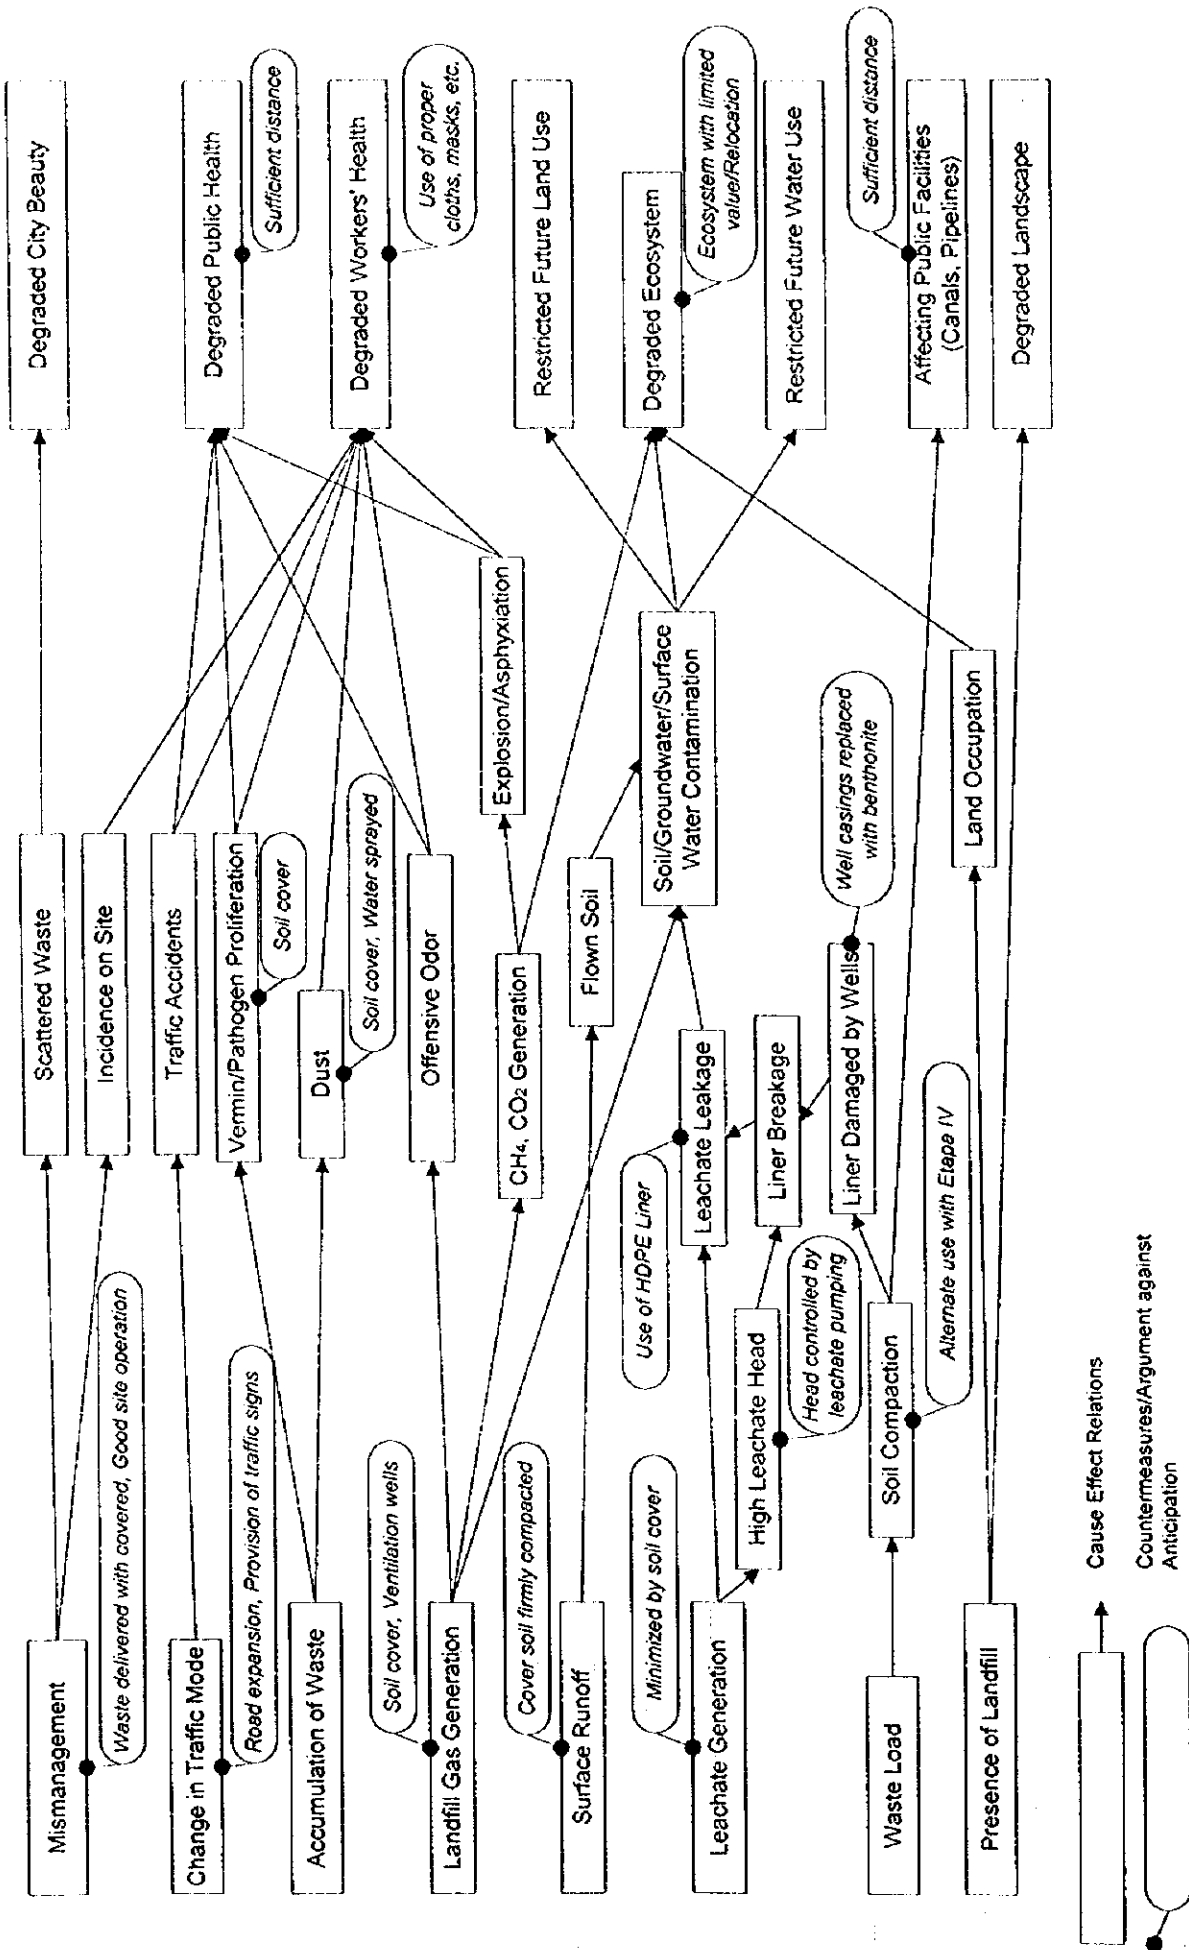 Mismanagement
Waste delivered with covered, Good site operation
Change in Traffic Mode
Road expansion, Provision of traffic signs
Accumulation of Waste
Soil cover, Ventilation wells
Landfill Gas Generation
Cover soil firmly compacted
Surface Runoff
Minimized by soil cover
Leachate Generation
Waste Load
Presence of Landfill
High Leachate Head
Head controlled by
leachate pumping
Soil Compaction
Alternate use with Etapa IV
Scattered Waste
Incidence on Site
Traffic Accidents
Vermin/Pathogen Proliferation
Soil cover
Dust
Soil cover, Water sprayed
Offensive Odor
CH4, CO2 Generation
Flown Soil
Use of HDPE Liner
Leachate Leakage
Liner Breakage
Liner Damaged by Wells
Well casings replaced
with benthonite
Explosion/Asphyxiation
Soil/Groundwater/Surface
Water Contamination
Land Occupation
Degraded City Beauty
Degraded Public Health
Sufficient distance
Degraded Workers' Health
Use of proper
cloths, masks, etc.
Restricted Future Land Use
Degraded Ecosystem
Ecosystem with limited
value/Relocation
Restricted Future Water Use
Sufficient distance
Affecting Public Facilities
(Canals, Pipelines)
Degraded Landscape
Cause Effect Relations
Countermeasures/Argument against
Anticipation